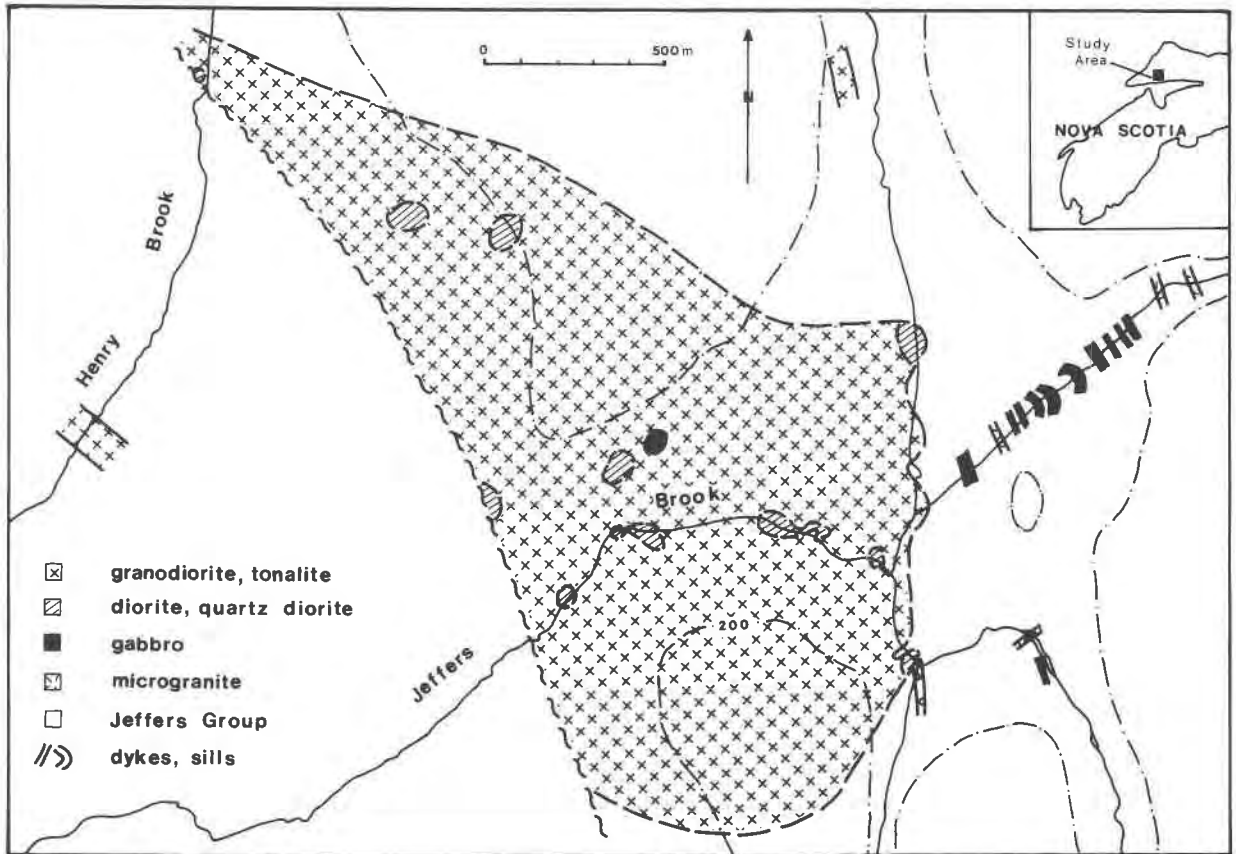 0 500 m
Study
Area
NOVA SCOTIA
Brook
Henry
Brook
200
Jeffers
granodiorite, tonalite
diorite, quartz diorite
gabbro
microgranite
Jeffers Group
dykes, sills